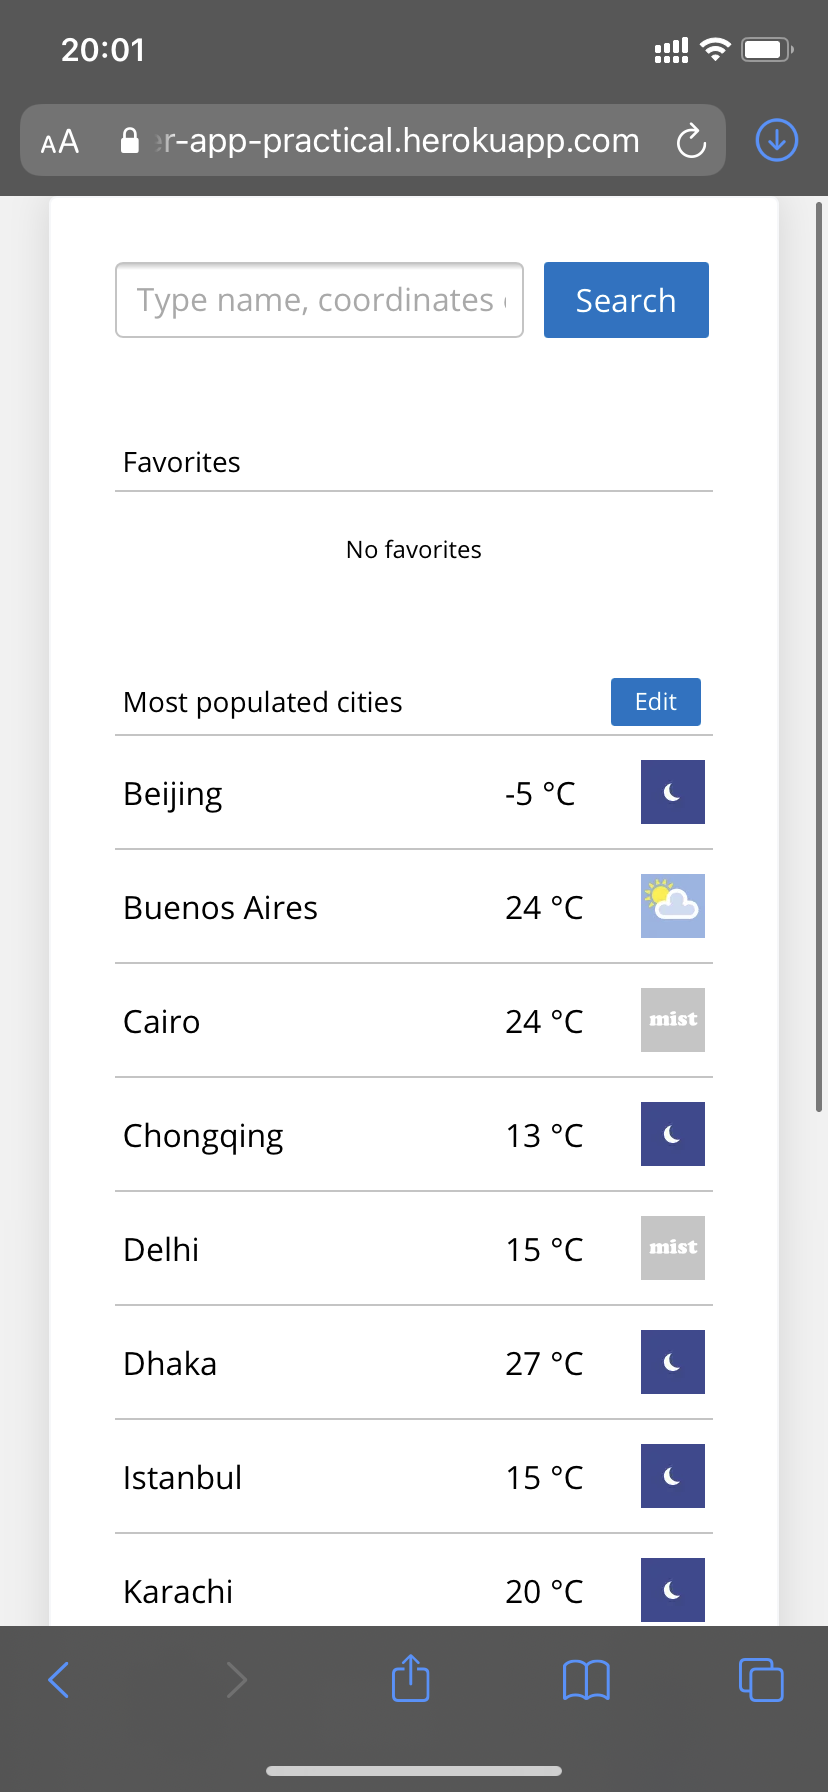 20:01
AA r-app-practical.herokuapp.com
Type name, coordinates
Search
Favorites
No favorites
Most populated cities
Edit
Beijing -5 °C
Buenos Aires 24 °C
Cairo 24 °C mist
Chongqing 13 °C
Delhi 15 °C mist
Dhaka 27 °C
Istanbul 15 °C
Karachi 20 °C